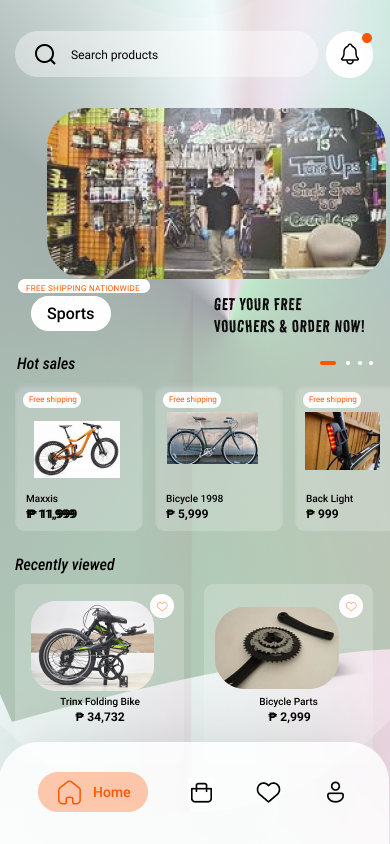 Search products
Flat Fix
15
Tune Ups
Single Speed
FREE SHIPPING NATIONWIDE
Sports
GET YOUR FREE
VOUCHERS & ORDER NOW!
Hot sales
Free shipping
Free shipping
Free shipping
Maxxis
₱ 11,999
Bicycle 1998
₱ 5,999
Back Light
₱ 999
Recently viewed
Trinx Folding Bike
₱ 34,732
Bicycle Parts
₱ 2,999
Home